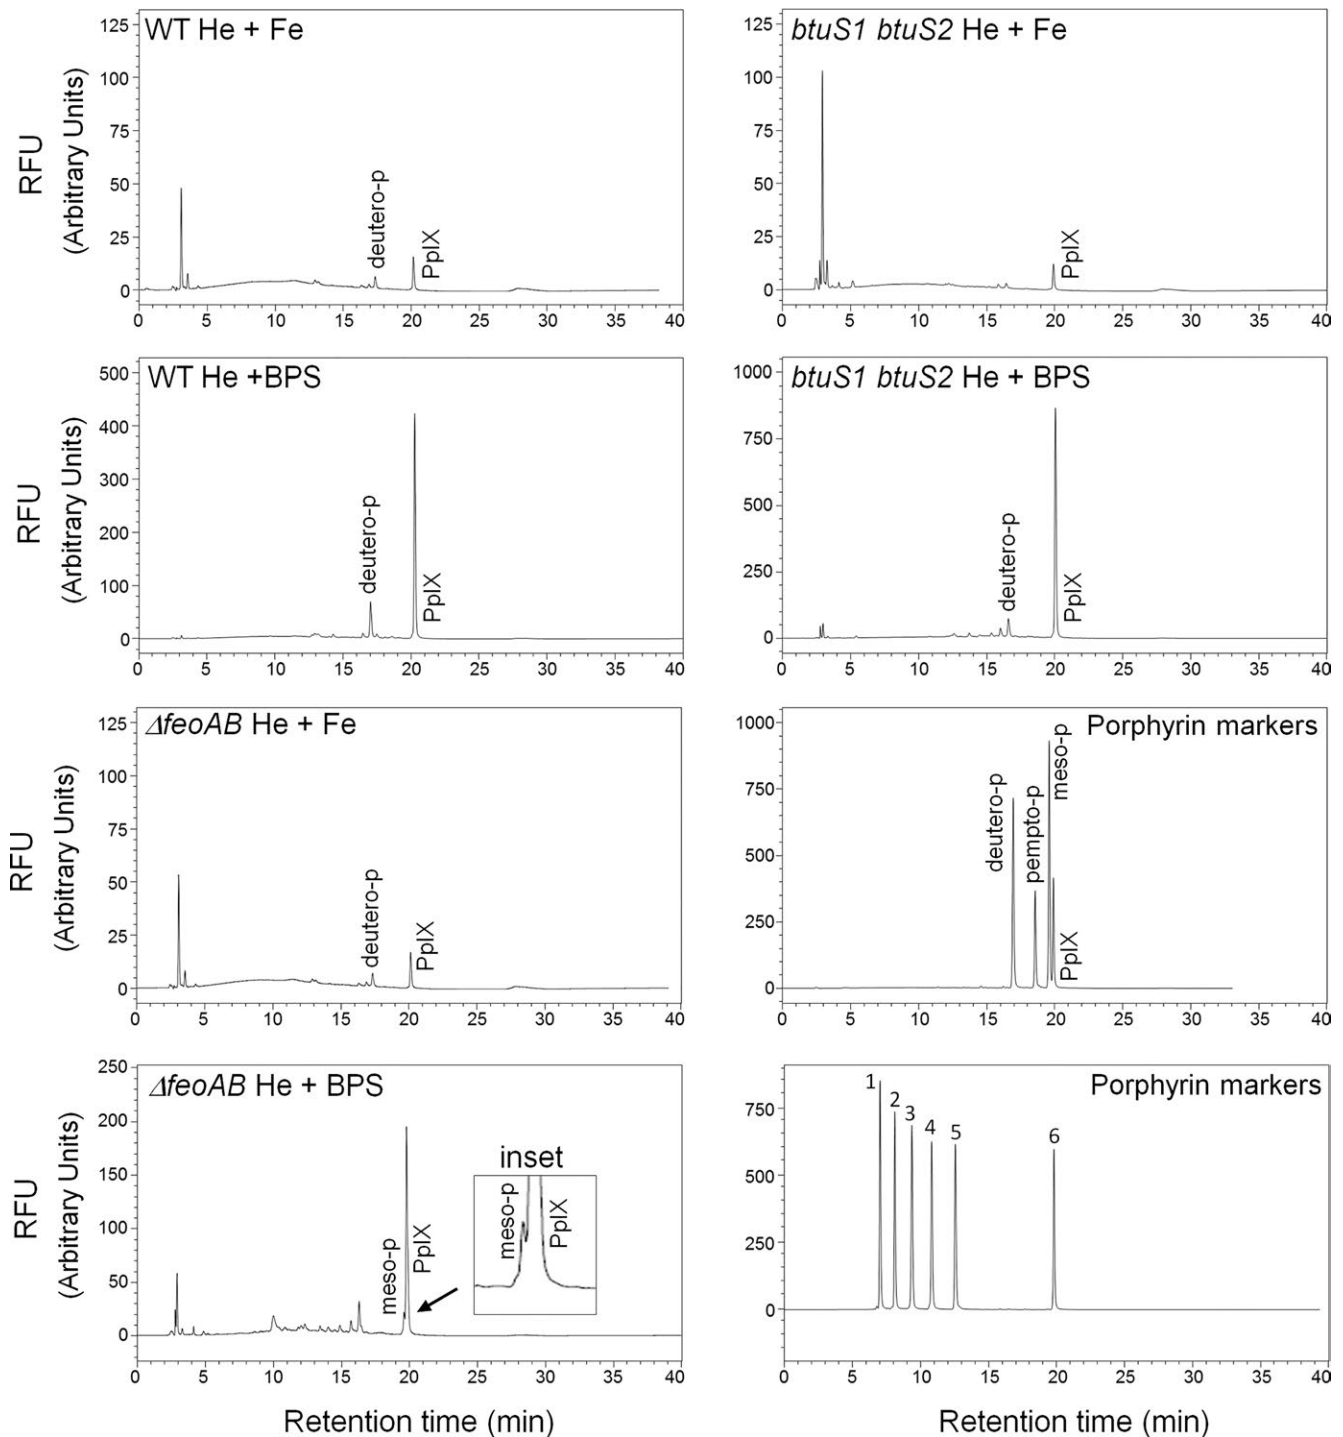 WT He + Fe
125
100
75
50
25
0
0 5 10 15 20 25 30 35 40
deutero-p
PpIX
RFU
(Arbitrary Units)
btuS1 btuS2 He + Fe
125
100
75
50
25
0
0 5 10 15 20 25 30 35 40
PpIX
WT He +BPS
500
400
300
200
100
0
0 5 10 15 20 25 30 35 40
deutero-p
PpIX
RFU
(Arbitrary Units)
btuS1 btuS2 He + BPS
1000
750
500
250
0
0 5 10 15 20 25 30 35 40
deutero-p
PpIX
ΔfeoAB He + Fe
125
100
75
50
25
0
0 5 10 15 20 25 30 35 40
deutero-p
PpIX
RFU
(Arbitrary Units)
Porphyrin markers
1000
750
500
250
0
0 5 10 15 20 25 30 35 40
deutero-p
pempto-p
meso-p
PpIX
ΔfeoAB He + BPS
250
200
150
100
50
0
0 5 10 15 20 25 30 35 40
meso-p
PpIX
inset
meso-p
PpIX
RFU
(Arbitrary Units)
Retention time (min)
Porphyrin markers
750
500
250
0
0 5 10 15 20 25 30 35 40
1 2 3 4 5 6
Retention time (min)